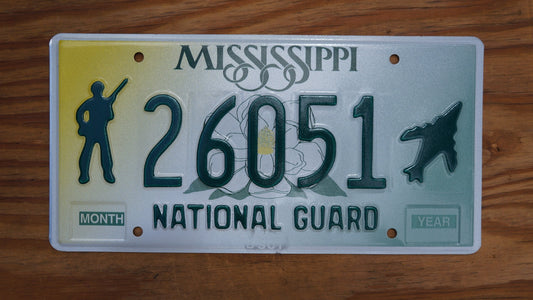 MISSISSIPPI
26051
NATIONAL GUARD
MONTH
YEAR